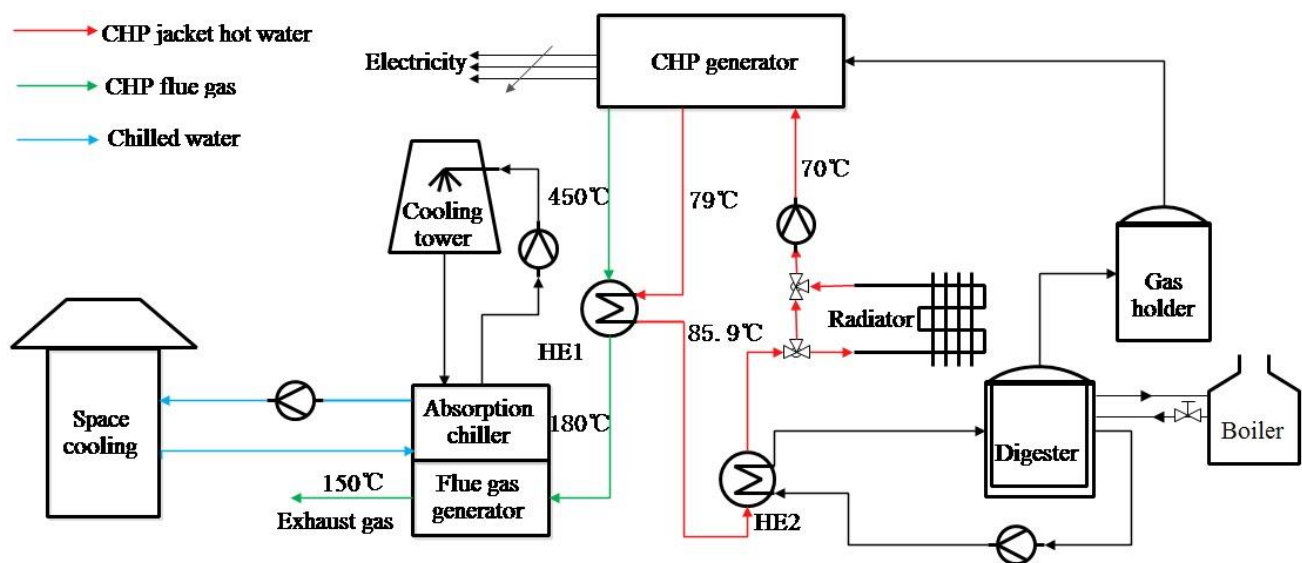 CHP jacket hot water
CHP flue gas
Chilled water
Electricity
CHP generator
450℃
79℃
70℃
Cooling
tower
Gas
holder
Radiator
HE1
85.9℃
Space
cooling
Absorption
chiller
180℃
Digester
Boiler
150℃
Exhaust gas
Flue gas
generator
HE2